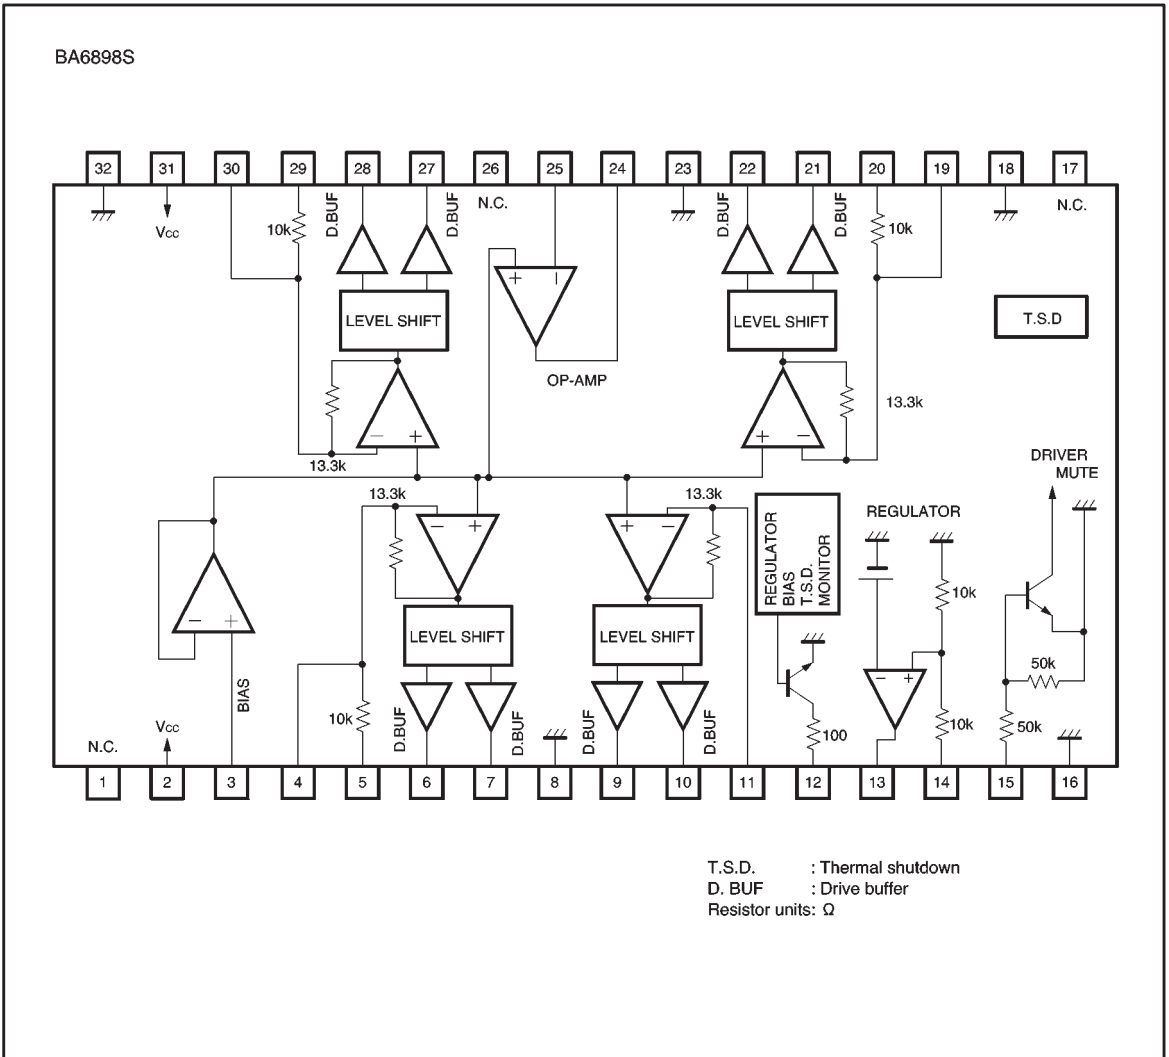 BA6898S
32 31 30 29 28 27 26 25 24 23 22 21 20 19 18 17
Vcc
10k
D.BUF
D.BUF
N.C.
D.BUF
D.BUF
10k
N.C.
+ −
LEVEL SHIFT
LEVEL SHIFT
T.S.D
OP-AMP
− +
13.3k
+ −
13.3k
DRIVER
MUTE
13.3k
− +
+ −
13.3k
REGULATOR
BIAS
T.S.D.
MONITOR
REGULATOR
10k
− +
BIAS
LEVEL SHIFT
LEVEL SHIFT
− +
50k
N.C.
Vcc
10k
D.BUF
D.BUF
D.BUF
D.BUF
100
10k
50k
1 2 3 4 5 6 7 8 9 10 11 12 13 14 15 16
T.S.D. : Thermal shutdown
D. BUF : Drive buffer
Resistor units: Ω